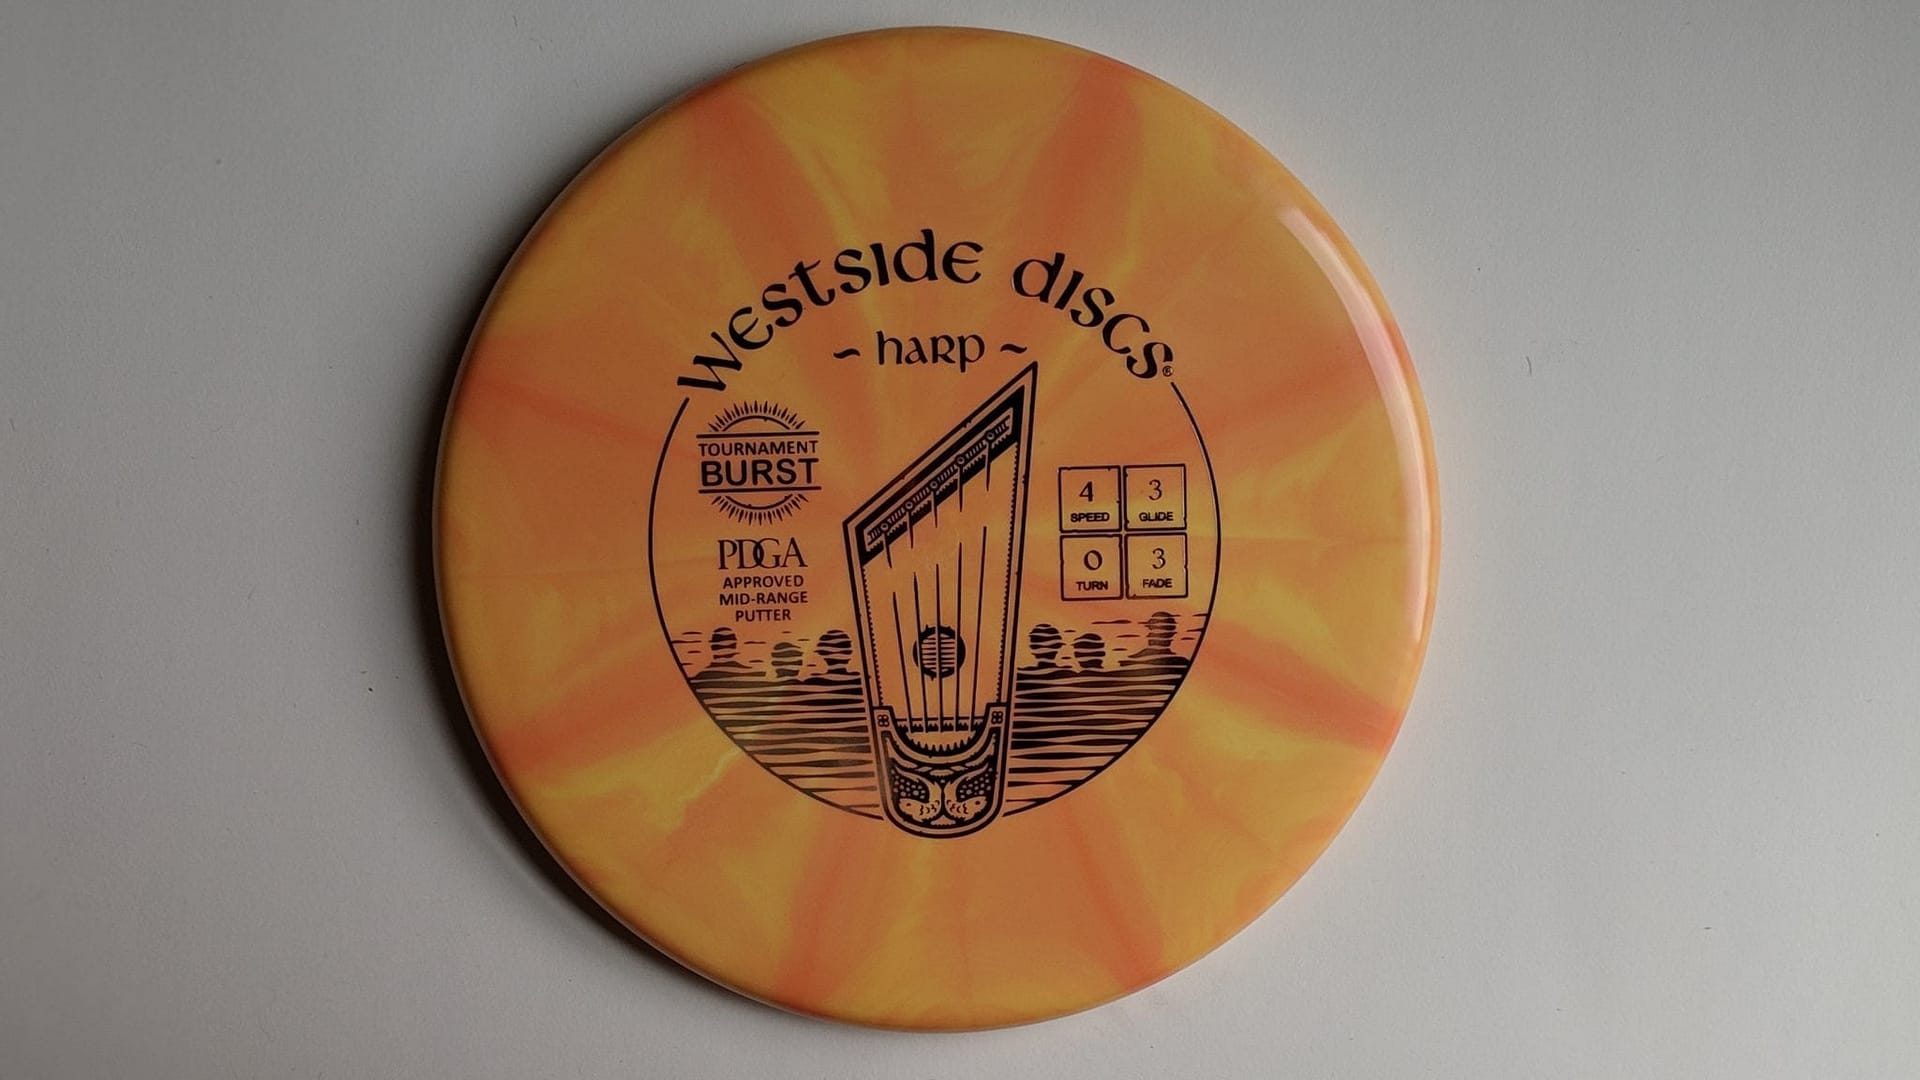 westside discs®
~ harp ~
TOURNAMENT
BURST
PDGA
APPROVED
MID-RANGE
PUTTER
4 3
SPEED GLIDE
0 3
TURN FADE